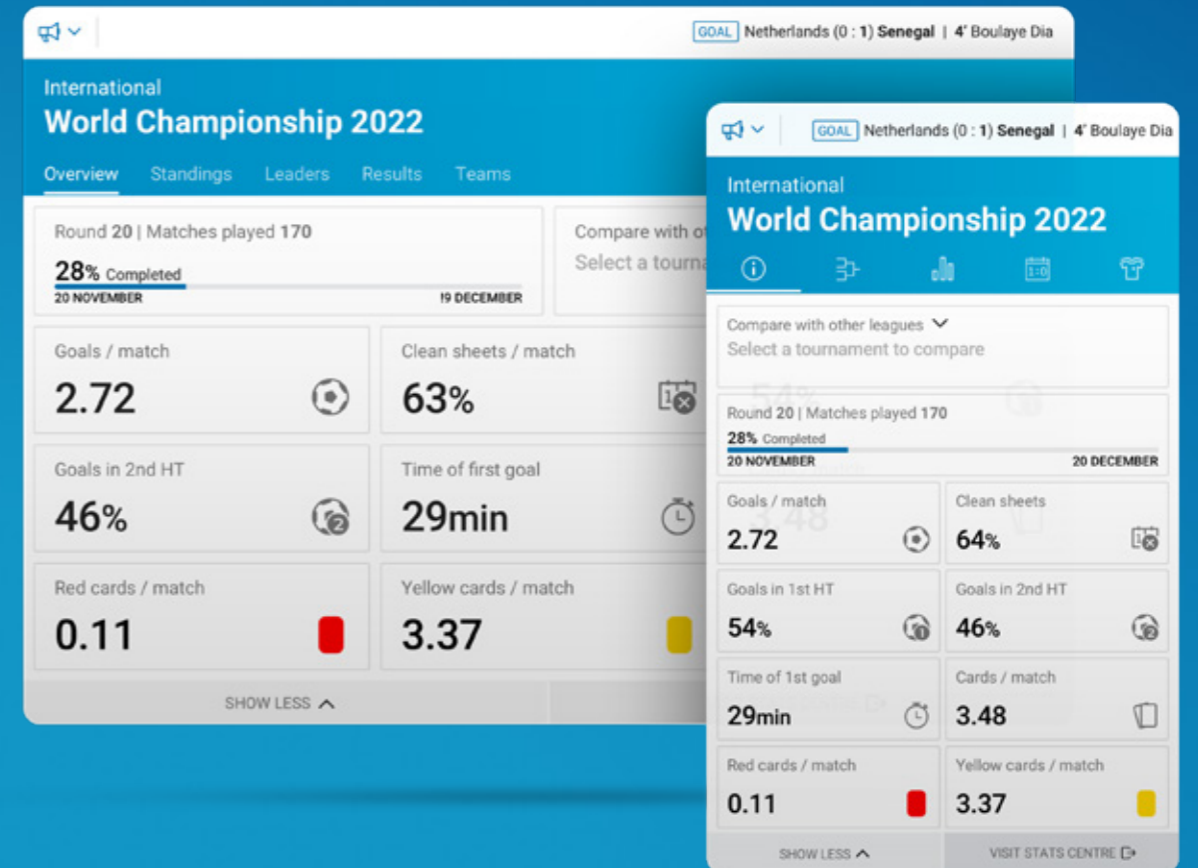 GOAL Netherlands (0 : 1) Senegal | 4' Boulaye Dia
International
World Championship 2022
Overview Standings Leaders Results Teams
Round 20 | Matches played 170
28% Completed
20 NOVEMBER 19 DECEMBER
Compare with
Select a
Goals / match
2.72
Clean sheets / match
63%
Goals in 2nd HT
46%
Time of first goal
29min
Red cards / match
0.11
Yellow cards / match
3.37
SHOW LESS
GOAL Netherlands (0 : 1) Senegal | 4' Boulaye Dia
International
World Championship 2022
Compare with other leagues
Select a tournament to compare
54%
Round 20 | Matches played 170
28% Completed
20 NOVEMBER 20 DECEMBER
Goals / match
2.72
3.48
Clean sheets
64%
Goals in 1st HT
54%
Goals in 2nd HT
46%
Time of 1st goal
29min
Cards / match
3.48
Red cards / match
0.11
Yellow cards / match
3.37
SHOW LESS
VISIT STATS CENTRE